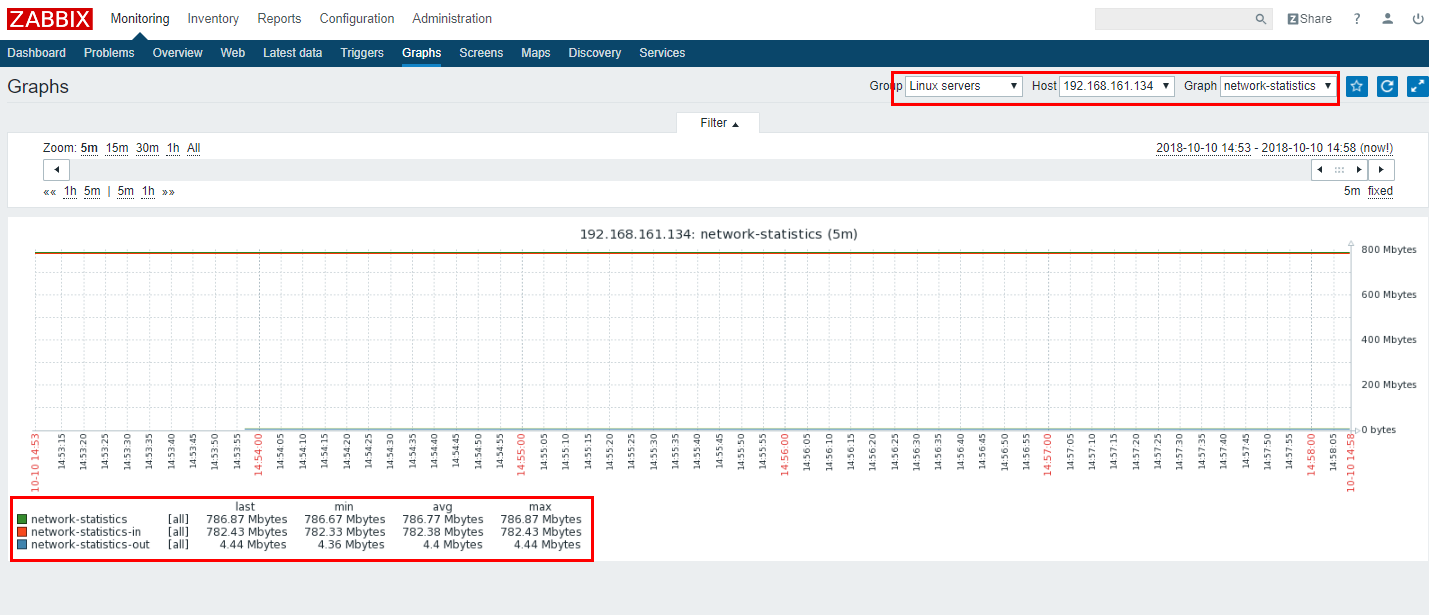 ZABBIX Monitoring Inventory Reports Configuration Administration Z Share ?
Dashboard Problems Overview Web Latest data Triggers Graphs Screens Maps Discovery Services
Graphs Group Linux servers Host 192.168.161.134 Graph network-statistics
Filter
Zoom: 5m 15m 30m 1h All 2018-10-10 14:53 - 2018-10-10 14:58 (now!)
«« 1h 5m | 5m 1h »» 5m fixed
192.168.161.134: network-statistics (5m)
800 Mbytes
600 Mbytes
400 Mbytes
200 Mbytes
0 bytes
10-10 14:53 14:53:15 14:53:20 14:53:25 14:53:30 14:53:35 14:53:40 14:53:45 14:53:50 14:53:55 14:54:00 14:54:05 14:54:10 14:54:15 14:54:20 14:54:25 14:54:30 14:54:35 14:54:40 14:54:45 14:54:50 14:54:55 14:55:00 14:55:05 14:55:10 14:55:15 14:55:20 14:55:25 14:55:30 14:55:35 14:55:40 14:55:45 14:55:50 14:55:55 14:56:00 14:56:05 14:56:10 14:56:15 14:56:20 14:56:25 14:56:30 14:56:35 14:56:40 14:56:45 14:56:50 14:56:55 14:57:00 14:57:05 14:57:10 14:57:15 14:57:20 14:57:25 14:57:30 14:57:35 14:57:40 14:57:45 14:57:50 14:57:55 14:58:00 14:58:05 10-10 14:58
last min avg max
network-statistics [all] 786.87 Mbytes 786.67 Mbytes 786.77 Mbytes 786.87 Mbytes
network-statistics-in [all] 782.43 Mbytes 782.33 Mbytes 782.38 Mbytes 782.43 Mbytes
network-statistics-out [all] 4.44 Mbytes 4.36 Mbytes 4.4 Mbytes 4.44 Mbytes